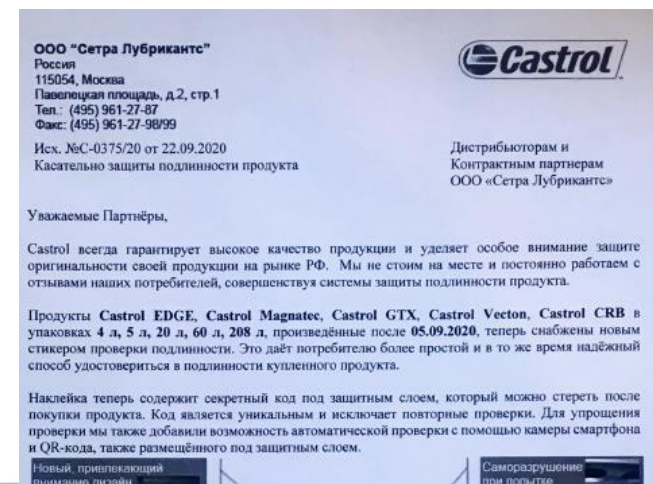 ООО "Сетра Лубрикантс"
Россия
115054, Москва
Павелецкая площадь, д.2, стр.1
Тел.: (495) 961-27-87
Факс: (495) 961-27-98/99
Castrol
Исх. №С-0375/20 от 22.09.2020
Касательно защиты подлинности продукта
Дистрибьюторам и
Контрактным партнерам
ООО «Сетра Лубрикантс»
Уважаемые Партнёры,
Castrol всегда гарантирует высокое качество продукции и уделяет особое внимание защите
оригинальности своей продукции на рынке РФ. Мы не стоим на месте и постоянно работаем с
отзывами наших потребителей, совершенствуя системы защиты подлинности продукта.
Продукты Castrol EDGE, Castrol Magnatec, Castrol GTX, Castrol Vecton, Castrol CRB в
упаковках 4 л, 5 л, 20 л, 60 л, 208 л, произведённые после 05.09.2020, теперь снабжены новым
стикером проверки подлинности. Это даёт потребителю более простой и в то же время надёжный
способ удостовериться в подлинности купленного продукта.
Наклейка теперь содержит секретный код под защитным слоем, который можно стереть после
покупки продукта. Код является уникальным и исключает повторные проверки. Для упрощения
проверки мы также добавили возможность автоматической проверки с помощью камеры смартфона
и QR-кода, также размещённого под защитным слоем.
Новый, привлекающий
внимание дизайн
Саморазрушение
при попытке